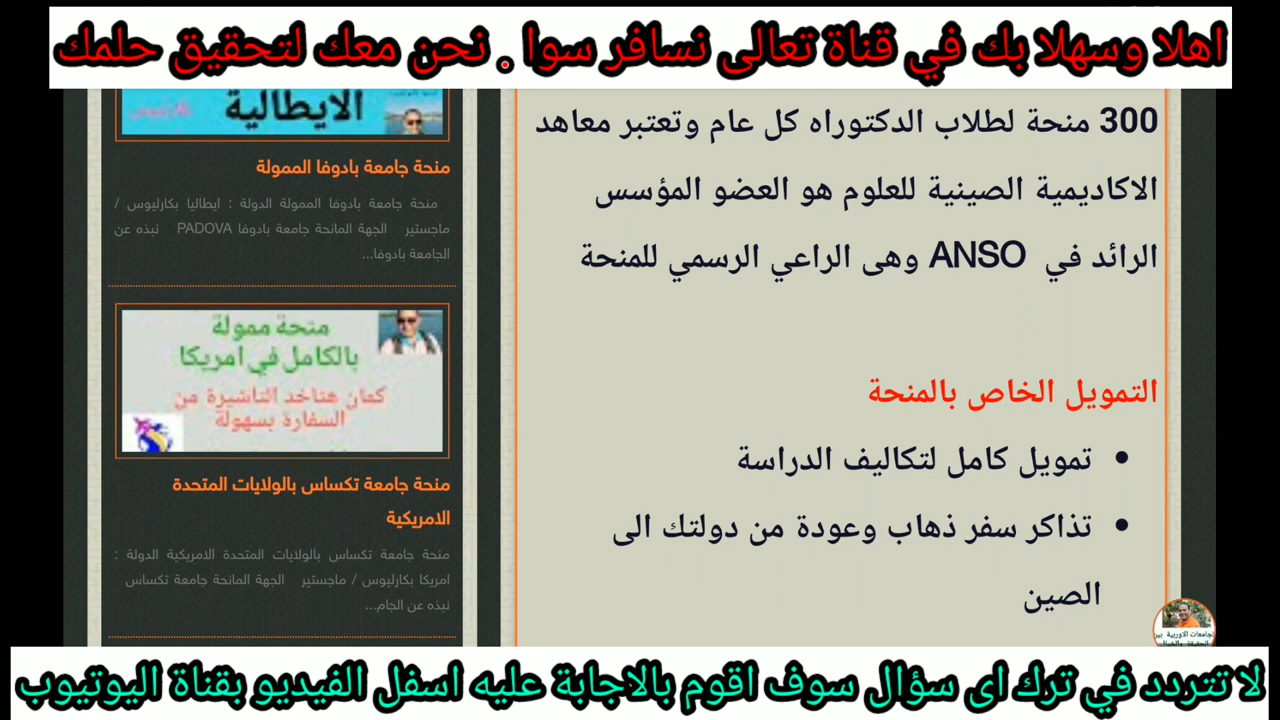 اهلا وسهلا بك في قناة تعالى نسافر سوا . نحن معك لتحقيق حلمك
300 منحة لطلاب الدكتوراه كل عام وتعتبر معاهد
الاكاديمية الصينية للعلوم هو العضو المؤسس
الرائد في ANSO وهى الراعي الرسمي للمنحة
التمويل الخاص بالمنحة
تمويل كامل لتكاليف الدراسة
تذاكر سفر ذهاب وعودة من دولتك الى
الصين
الايطالية
منحة جامعة بادوفا الممولة
منحة جامعة بادوفا الممولة الدولة : ايطاليا بكارليوس /
ماجستير الجهة المانحة جامعة بادوفا PADOVA نبذه عن
الجامعة بادوفا...
منحة ممولة
بالكامل في امريكا
كمان هناخد التاشيرة من
السفارة بسهولة
منحة جامعة تكساس بالولايات المتحدة
الامريكية
منحة جامعة تكساس بالولايات المتحدة الامريكية الدولة :
امريكا بكارليوس / ماجستير الجهة المانحة جامعة تكساس
نبذه عن الجام...
لا تتردد في ترك اى سؤال سوف اقوم بالاجابة عليه اسفل الفيديو بقناة اليوتيوب